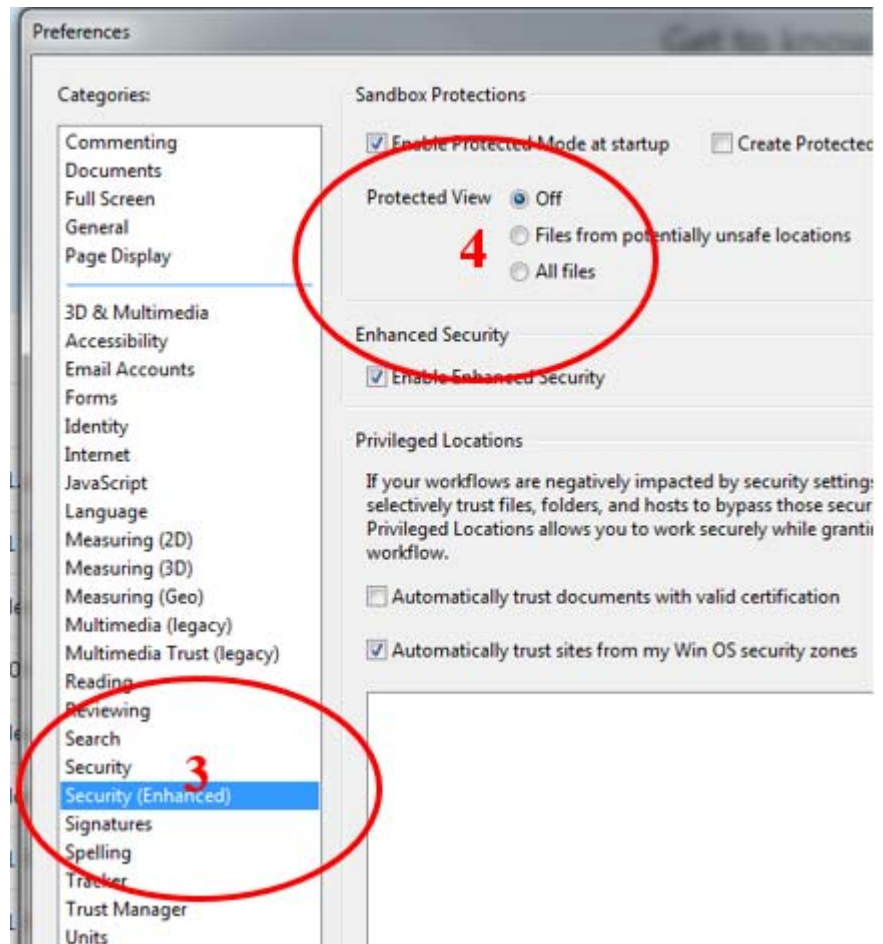 Preferences
Get to know
Categories:
Commenting
Documents
Full Screen
General
Page Display
3D & Multimedia
Accessibility
Email Accounts
Forms
Identity
Internet
JavaScript
Language
Measuring (2D)
Measuring (3D)
Measuring (Geo)
Multimedia (legacy)
Multimedia Trust (legacy)
Reading
Reviewing
Search
Security
3
Security (Enhanced)
Signatures
Spelling
Tracker
Trust Manager
Units
Sandbox Protections
Enable Protected Mode at startup Create Protected
Protected View Off
4
Files from potentially unsafe locations
All files
Enhanced Security
Enable Enhanced Security
Privileged Locations
If your workflows are negatively impacted by security setting
selectively trust files, folders, and hosts to bypass those secur
Privileged Locations allows you to work securely while granti
workflow.
Automatically trust documents with valid certification
Automatically trust sites from my Win OS security zones